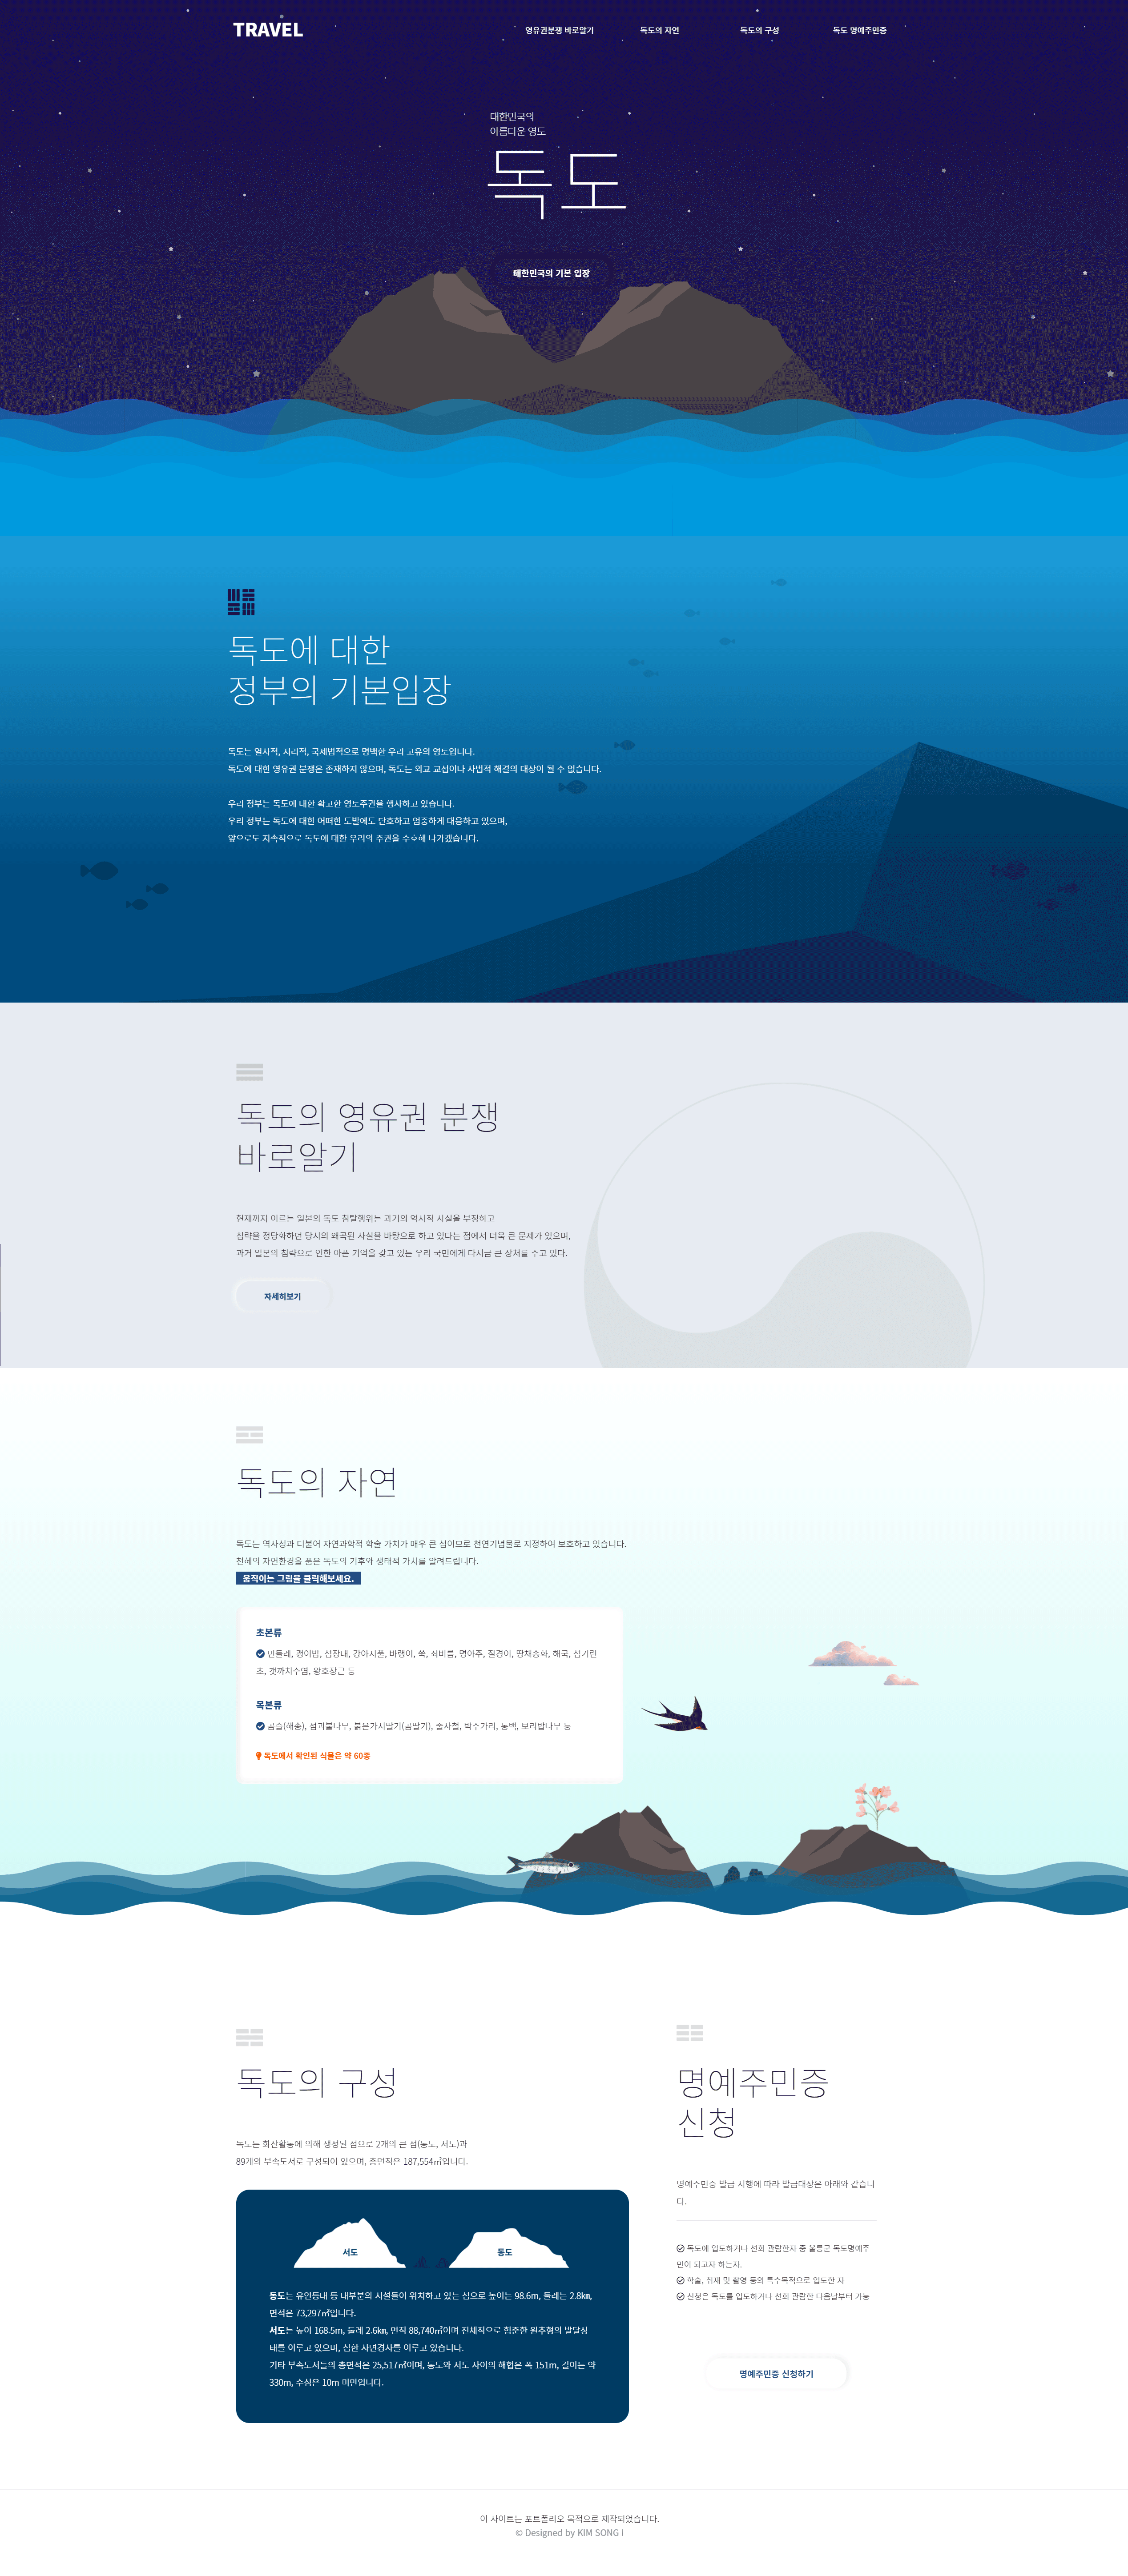 TRAVEL
영유권분쟁 바로알기
독도의 자연
독도의 구성
독도 명예주민증
대한민국의
아름다운 영토
독도
대한민국의 기본 입장
독도에 대한
정부의 기본입장
독도는 열사적, 지리적, 국제법적으로 명백한 우리 고유의 영토입니다.
독도에 대한 영유권 분쟁은 존재하지 않으며, 독도는 외교 교섭이나 사법적 해결의 대상이 될 수 없습니다.
우리 정부는 독도에 대한 확고한 영토주권을 행사하고 있습니다.
우리 정부는 독도에 대한 어떠한 도발에도 단호하고 엄중하게 대응하고 있으며,
앞으로도 지속적으로 독도에 대한 우리의 주권을 수호해 나가겠습니다.
독도의 영유권 분쟁
바로알기
현재까지 이르는 일본의 독도 침탈행위는 과거의 역사적 사실을 부정하고
침략을 정당화하던 당시의 왜곡된 사실을 바탕으로 하고 있다는 점에서 더욱 큰 문제가 있으며,
과거 일본의 침략으로 인한 아픈 기억을 갖고 있는 우리 국민에게 다시금 큰 상처를 주고 있다.
자세히보기
독도의 자연
독도는 역사성과 더불어 자연과학적 학술 가치가 매우 큰 섬이므로 천연기념물로 지정하여 보호하고 있습니다.
천혜의 자연환경을 품은 독도의 기후와 생태적 가치를 알려드립니다.
움직이는 그림을 클릭해보세요.
초본류
민들레, 괭이밥, 섬장대, 강아지풀, 바랭이, 쑥, 쇠비름, 명아주, 질경이, 땅채송화, 해국, 섬기린
초, 갯까치수염, 왕호장근 등
목본류
곰솔(해송), 섬괴불나무, 붉은가시딸기(곰딸기), 줄사철, 박주가리, 동백, 보리밥나무 등
독도에서 확인된 식물은 약 60종
독도의 구성
독도는 화산활동에 의해 생성된 섬으로 2개의 큰 섬(동도, 서도)과
89개의 부속도서로 구성되어 있으며, 총면적은 187,554㎡입니다.
서도
동도
동도는 유인등대 등 대부분의 시설들이 위치하고 있는 섬으로 높이는 98.6m, 둘레는 2.8㎞,
면적은 73,297㎡입니다.
서도는 높이 168.5m, 둘레 2.6㎞, 면적 88,740㎡이며 전체적으로 험준한 원추형의 발달상
태를 이루고 있으며, 심한 사면경사를 이루고 있습니다.
기타 부속도서들의 총면적은 25,517㎡이며, 동도와 서도 사이의 해협은 폭 151m, 길이는 약
330m, 수심은 10m 미만입니다.
명예주민증
신청
명예주민증 발급 시행에 따라 발급대상은 아래와 같습니
다.
독도에 입도하거나 선회 관람한자 중 울릉군 독도명예주
민이 되고자 하는자.
학술, 취재 및 촬영 등의 특수목적으로 입도한 자
신청은 독도를 입도하거나 선회 관람한 다음날부터 가능
명예주민증 신청하기
이 사이트는 포트폴리오 목적으로 제작되었습니다.
© Designed by KIM SONG I